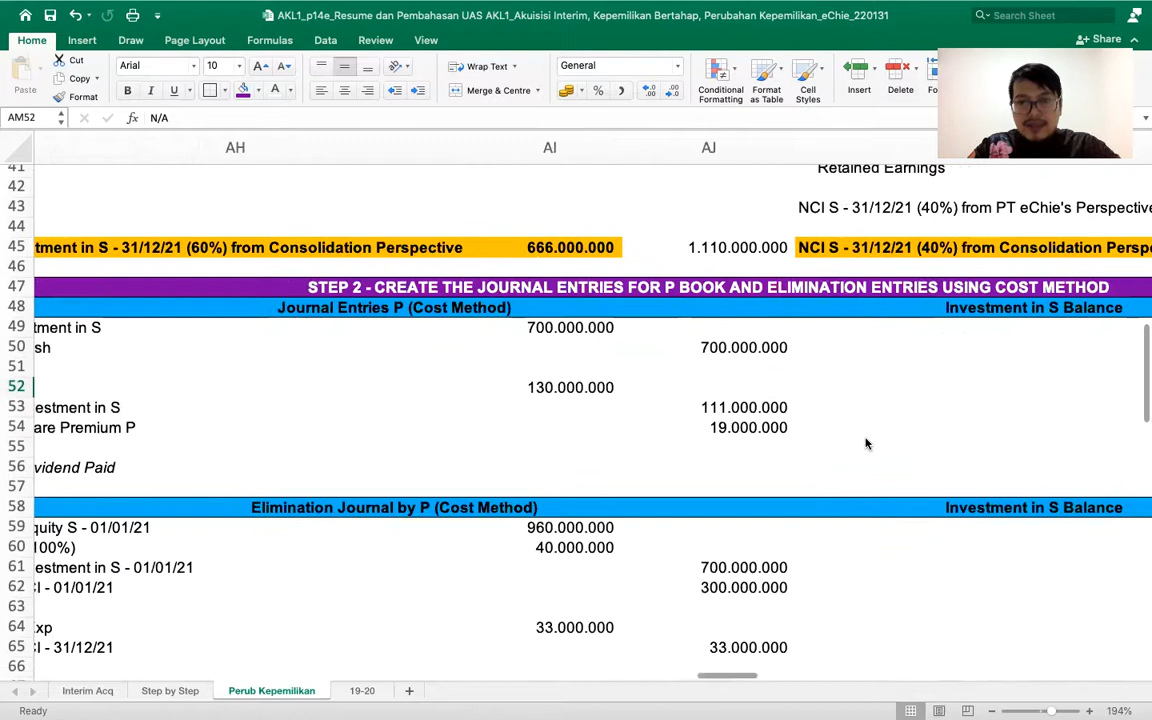 AKL1_p14e_Resume dan Pembahasan UAS AKL1_Akuisisi Interim, Kepemilikan Bertahap, Perubahan Kepemilikan_eChie_220131
Search Sheet
Home Insert Draw Page Layout Formulas Data Review View
Share
Paste
Cut
Copy
Format
Arial 10
B I U
A
Wrap Text
Merge & Centre
General
%
Conditional Formatting
Format as Table
Cell Styles
Insert
Delete
AM52 fx N/A
AH AI AJ
41 Retained Earnings
42
43 NCI S - 31/12/21 (40%) from PT eChie's Perspective
44
45 tment in S - 31/12/21 (60%) from Consolidation Perspective 666.000.000 1.110.000.000 NCI S - 31/12/21 (40%) from Consolidation Perspe
46
47 STEP 2 - CREATE THE JOURNAL ENTRIES FOR P BOOK AND ELIMINATION ENTRIES USING COST METHOD
48 Journal Entries P (Cost Method) Investment in S Balance
49 tment in S 700.000.000
50 sh 700.000.000
51
52 130.000.000
53 estment in S 111.000.000
54 are Premium P 19.000.000
55
56 vidend Paid
57
58 Elimination Journal by P (Cost Method) Investment in S Balance
59 quity S - 01/01/21 960.000.000
60 100%) 40.000.000
61 estment in S - 01/01/21 700.000.000
62 I - 01/01/21 300.000.000
63
64 Exp 33.000.000
65 I - 31/12/21 33.000.000
66
Interim Acq Step by Step Perub Kepemilikan 19-20 +
Ready 194%